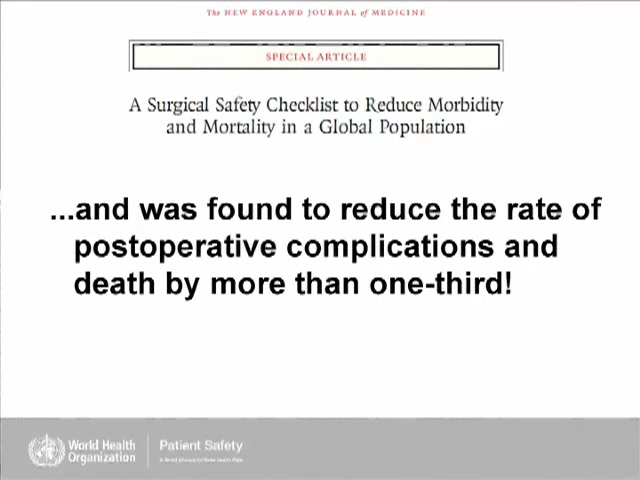 The NEW ENGLAND JOURNAL of MEDICINE
SPECIAL ARTICLE
A Surgical Safety Checklist to Reduce Morbidity
and Mortality in a Global Population
...and was found to reduce the rate of
postoperative complications and
death by more than one-third!
World Health
Organization
Patient Safety